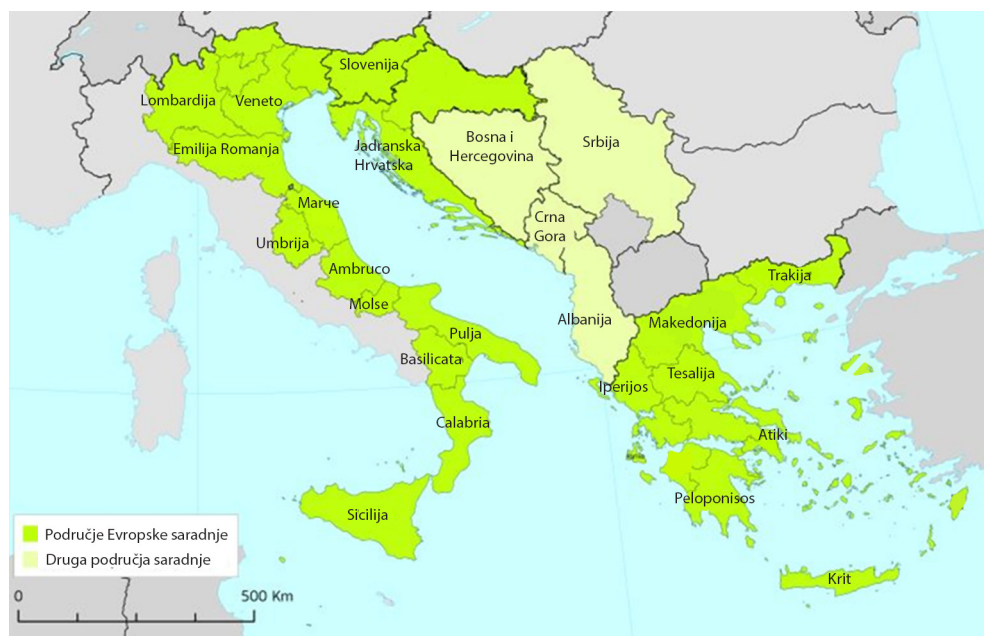 Slovenija
Lombardija
Veneto
Emilija Romanja
Jadranska
Hrvatska
Bosna i
Hercegovina
Srbija
Марче
Umbrija
Crna
Gora
Ambruco
Molse
Trakija
Pulja
Albanija
Makedonija
Basilicata
Iperijos
Tesalija
Calabria
Atiki
Peloponisos
Sicilija
Područje Evropske saradnje
Druga područja saradnje
Krit
0
500 Km